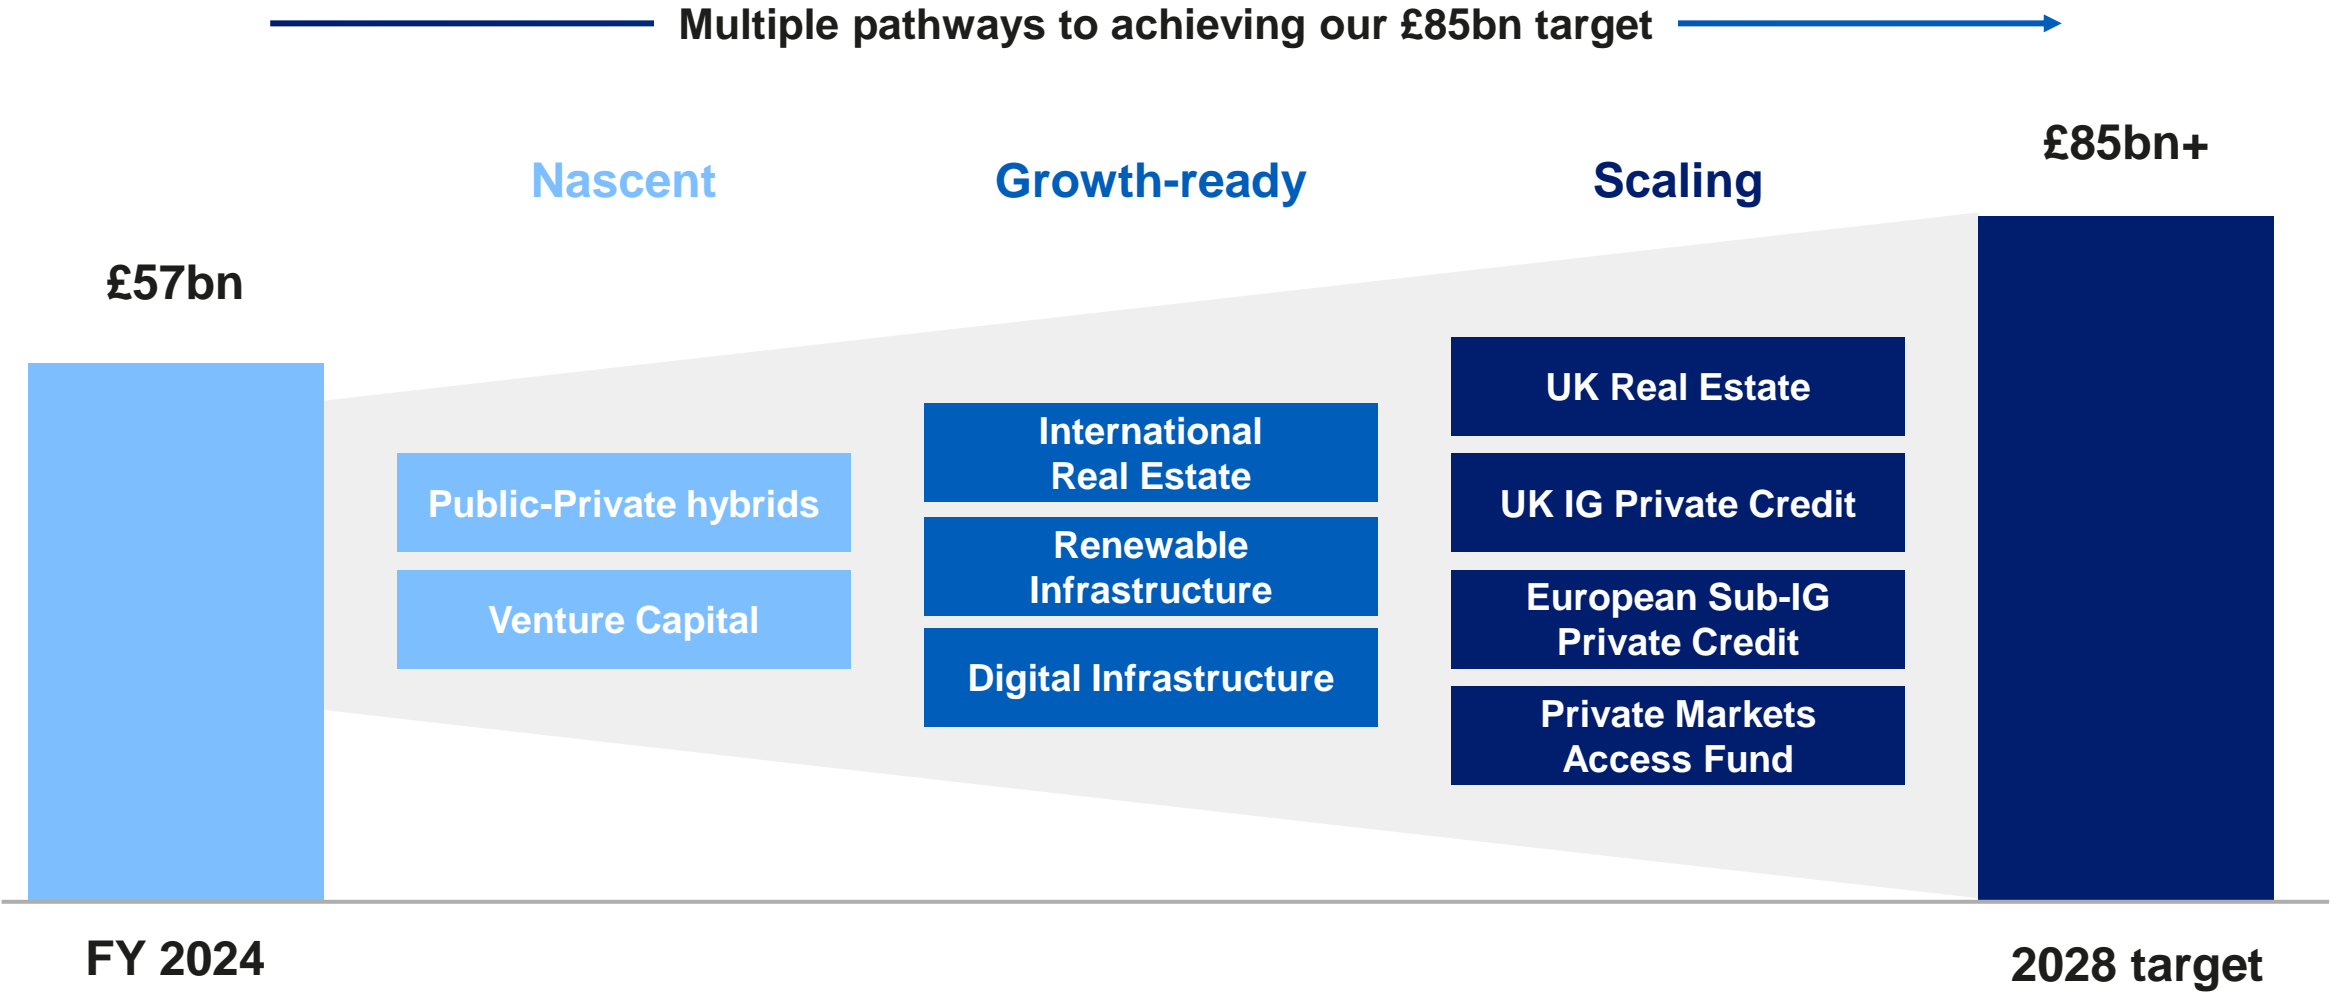 Multiple pathways to achieving our £85bn target
£85bn+
Nascent
Growth-ready
Scaling
£57bn
Public-Private hybrids
Venture Capital
International
Real Estate
Renewable
Infrastructure
Digital Infrastructure
UK Real Estate
UK IG Private Credit
European Sub-IG
Private Credit
Private Markets
Access Fund
FY 2024
2028 target